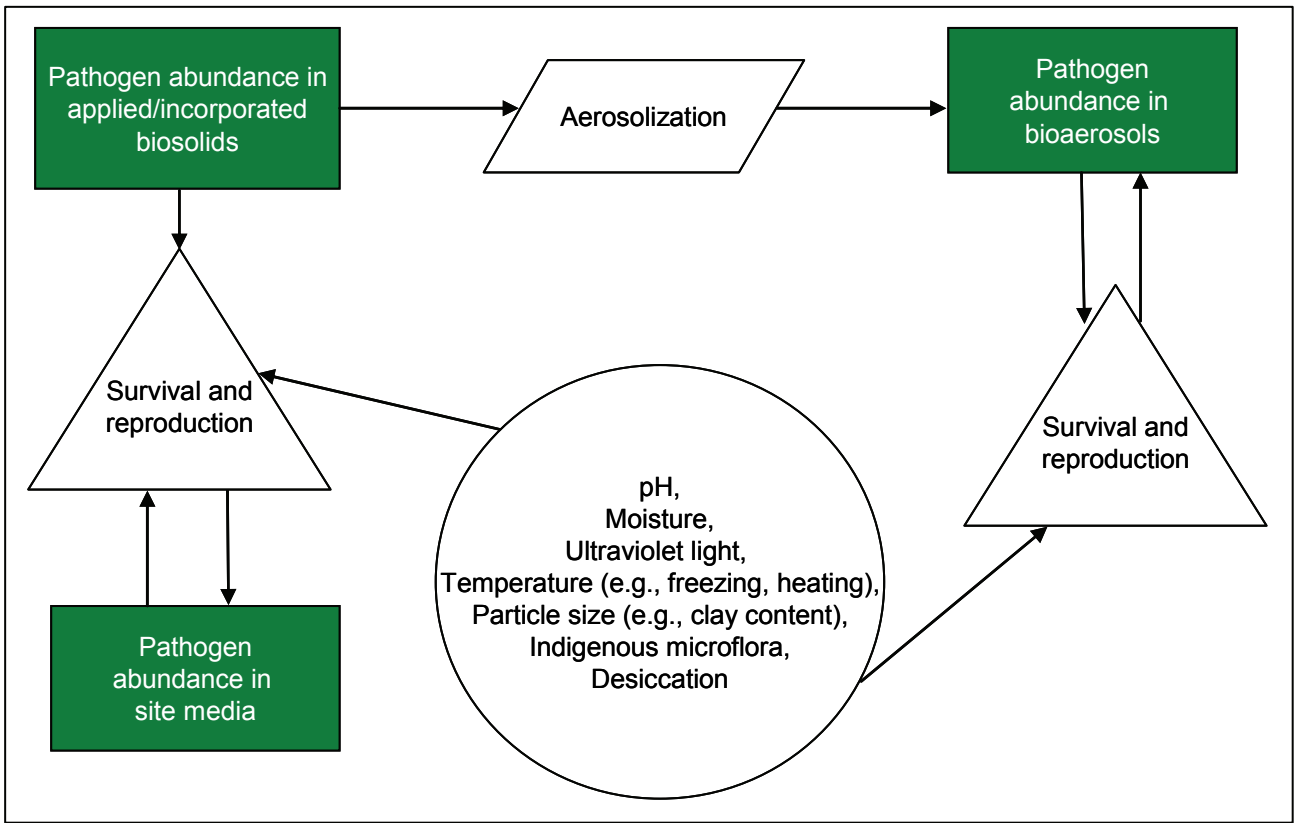 Pathogen abundance in
applied/incorporated
biosolids
Aerosolization
Pathogen
abundance in
bioaerosols
Survival and
reproduction
Survival and
reproduction
pH,
Moisture,
Ultraviolet light,
Temperature (e.g., freezing, heating),
Particle size (e.g., clay content),
Indigenous microflora,
Desiccation
Pathogen
abundance in
site media